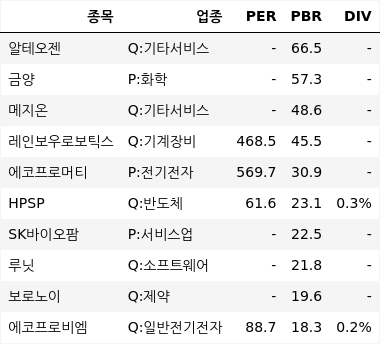 종목 업종 PER PBR DIV
알테오젠 Q:기타서비스 - 66.5 -
금양 P:화학 - 57.3 -
메지온 Q:기타서비스 - 48.6 -
레인보우로보틱스 Q:기계장비 468.5 45.5 -
에코프로머티 P:전기전자 569.7 30.9 -
HPSP Q:반도체 61.6 23.1 0.3%
SK바이오팜 P:서비스업 - 22.5 -
루닛 Q:소프트웨어 - 21.8 -
보로노이 Q:제약 - 19.6 -
에코프로비엠 Q:일반전기전자 88.7 18.3 0.2%